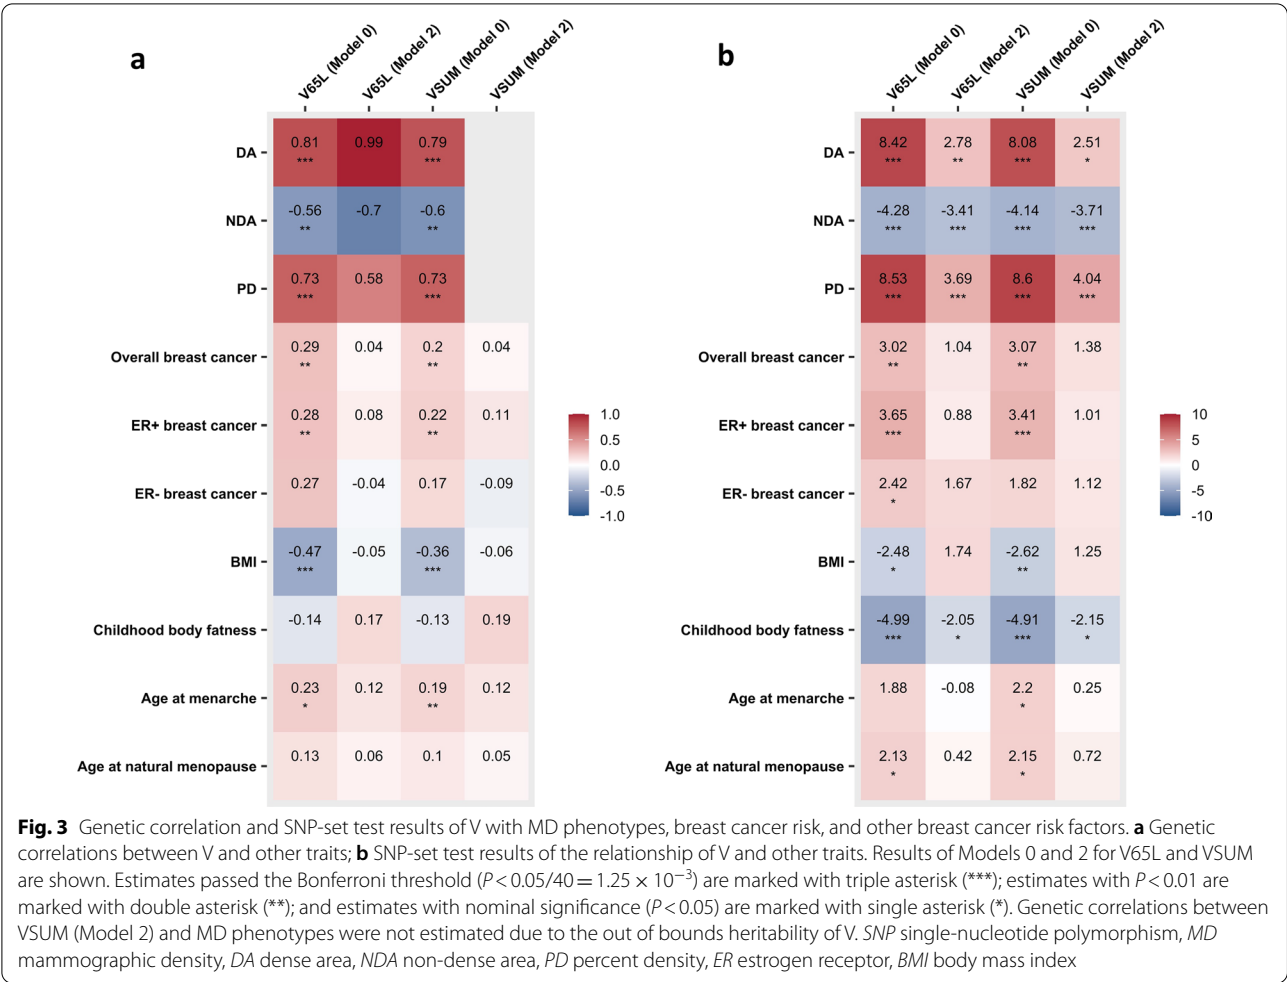 a
V65L (Model 0)
V65L (Model 2)
VSUM (Model 0)
VSUM (Model 2)
DA
0.81 0.99 0.79
*** ***
NDA
-0.56 -0.7 -0.6
** **
PD
0.73 0.58 0.73
*** ***
Overall breast cancer
0.29 0.04 0.2 0.04
** **
ER+ breast cancer
0.28 0.08 0.22 0.11
** **
ER- breast cancer
0.27 -0.04 0.17 -0.09
BMI
-0.47 -0.05 -0.36 -0.06
*** ***
Childhood body fatness
-0.14 0.17 -0.13 0.19
Age at menarche
0.23 0.12 0.19 0.12
* **
Age at natural menopause
0.13 0.06 0.1 0.05
1.0
0.5
0.0
-0.5
-1.0
b
V65L (Model 0)
V65L (Model 2)
VSUM (Model 0)
VSUM (Model 2)
DA
8.42 2.78 8.08 2.51
*** ** *** *
NDA
-4.28 -3.41 -4.14 -3.71
*** *** *** ***
PD
8.53 3.69 8.6 4.04
*** *** *** ***
Overall breast cancer
3.02 1.04 3.07 1.38
** **
ER+ breast cancer
3.65 0.88 3.41 1.01
*** ***
ER- breast cancer
2.42 1.67 1.82 1.12
*
BMI
-2.48 1.74 -2.62 1.25
* **
Childhood body fatness
-4.99 -2.05 -4.91 -2.15
*** * *** *
Age at menarche
1.88 -0.08 2.2 0.25
*
Age at natural menopause
2.13 0.42 2.15 0.72
* *
10
5
0
-5
-10
Fig. 3 Genetic correlation and SNP-set test results of V with MD phenotypes, breast cancer risk, and other breast cancer risk factors. a Genetic
correlations between V and other traits; b SNP-set test results of the relationship of V and other traits. Results of Models 0 and 2 for V65L and VSUM
are shown. Estimates passed the Bonferroni threshold (P < 0.05/40 = 1.25 × 10⁻³) are marked with triple asterisk (***); estimates with P < 0.01 are
marked with double asterisk (**); and estimates with nominal significance (P < 0.05) are marked with single asterisk (*). Genetic correlations between
VSUM (Model 2) and MD phenotypes were not estimated due to the out of bounds heritability of V. SNP single-nucleotide polymorphism, MD
mammographic density, DA dense area, NDA non-dense area, PD percent density, ER estrogen receptor, BMI body mass index